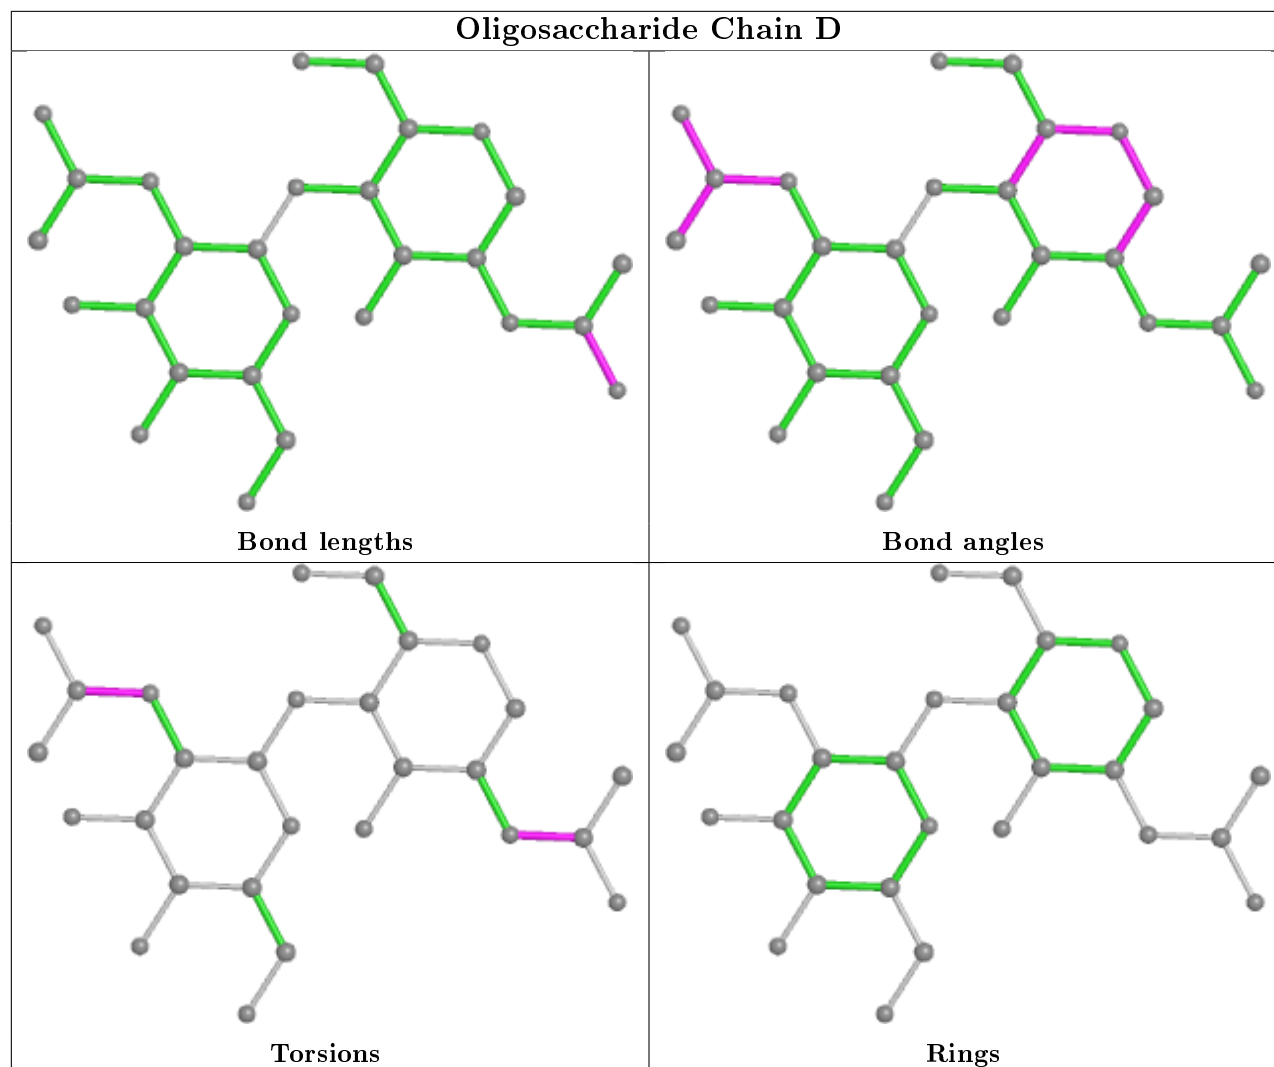 Oligosaccharide Chain D
Bond lengths
Bond angles
Torsions
Rings